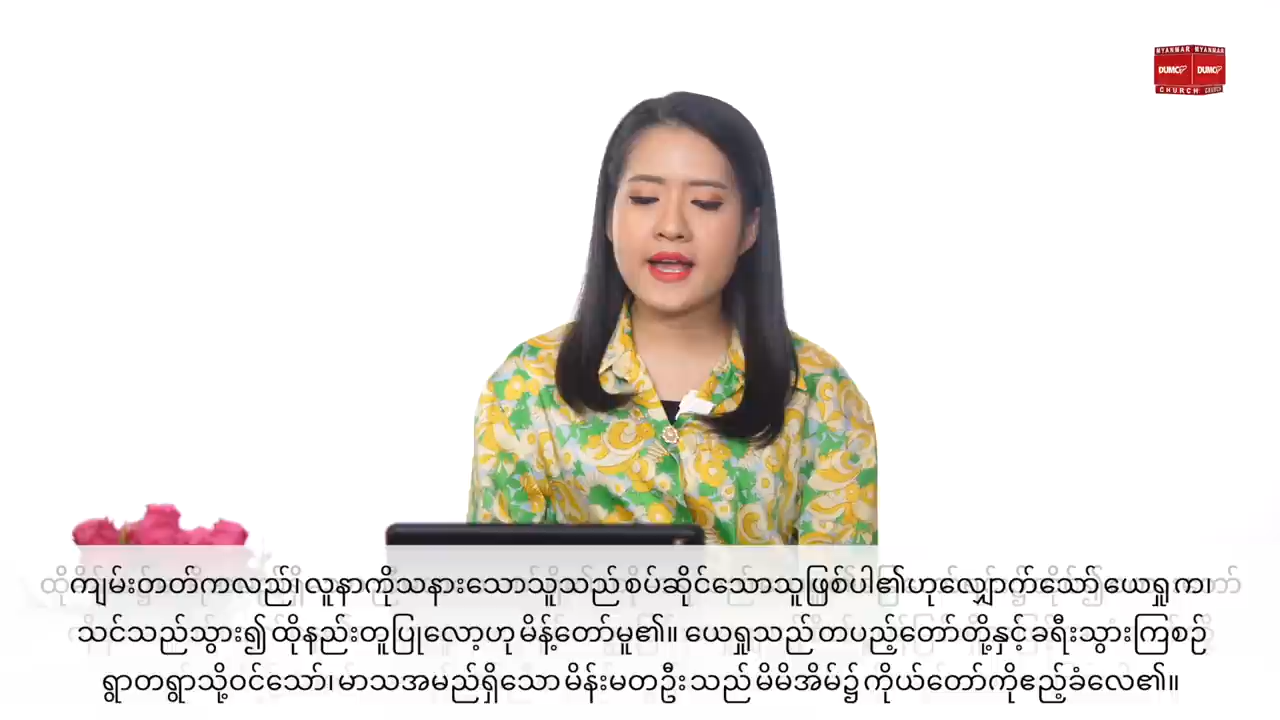 MYANMAR MYANMAR
DUMC DUMC
CHURCH CHURCH
ကျမ်းတတ်ကလည်၊ လူနာကိုသနားသောသူသည် စပ်ဆိုင်သောသူဖြစ်ပါ၏ဟုလျှောက်သော်ယေရှုက၊
သင်သည်သွား၍ ထိုနည်းတူပြုလော့ဟု မိန့်တော်မူ၏။ ယေရှုသည်တပည့်တော်တို့နှင့် ခရီးသွားကြစဉ်
ရွာတရွာသို့ဝင်သော်၊ မာသအမည်ရှိသော မိန်းမတဦး သည် မိမိအိမ်၌ ကိုယ်တော်ကိုဧည့်ခံလေ၏။